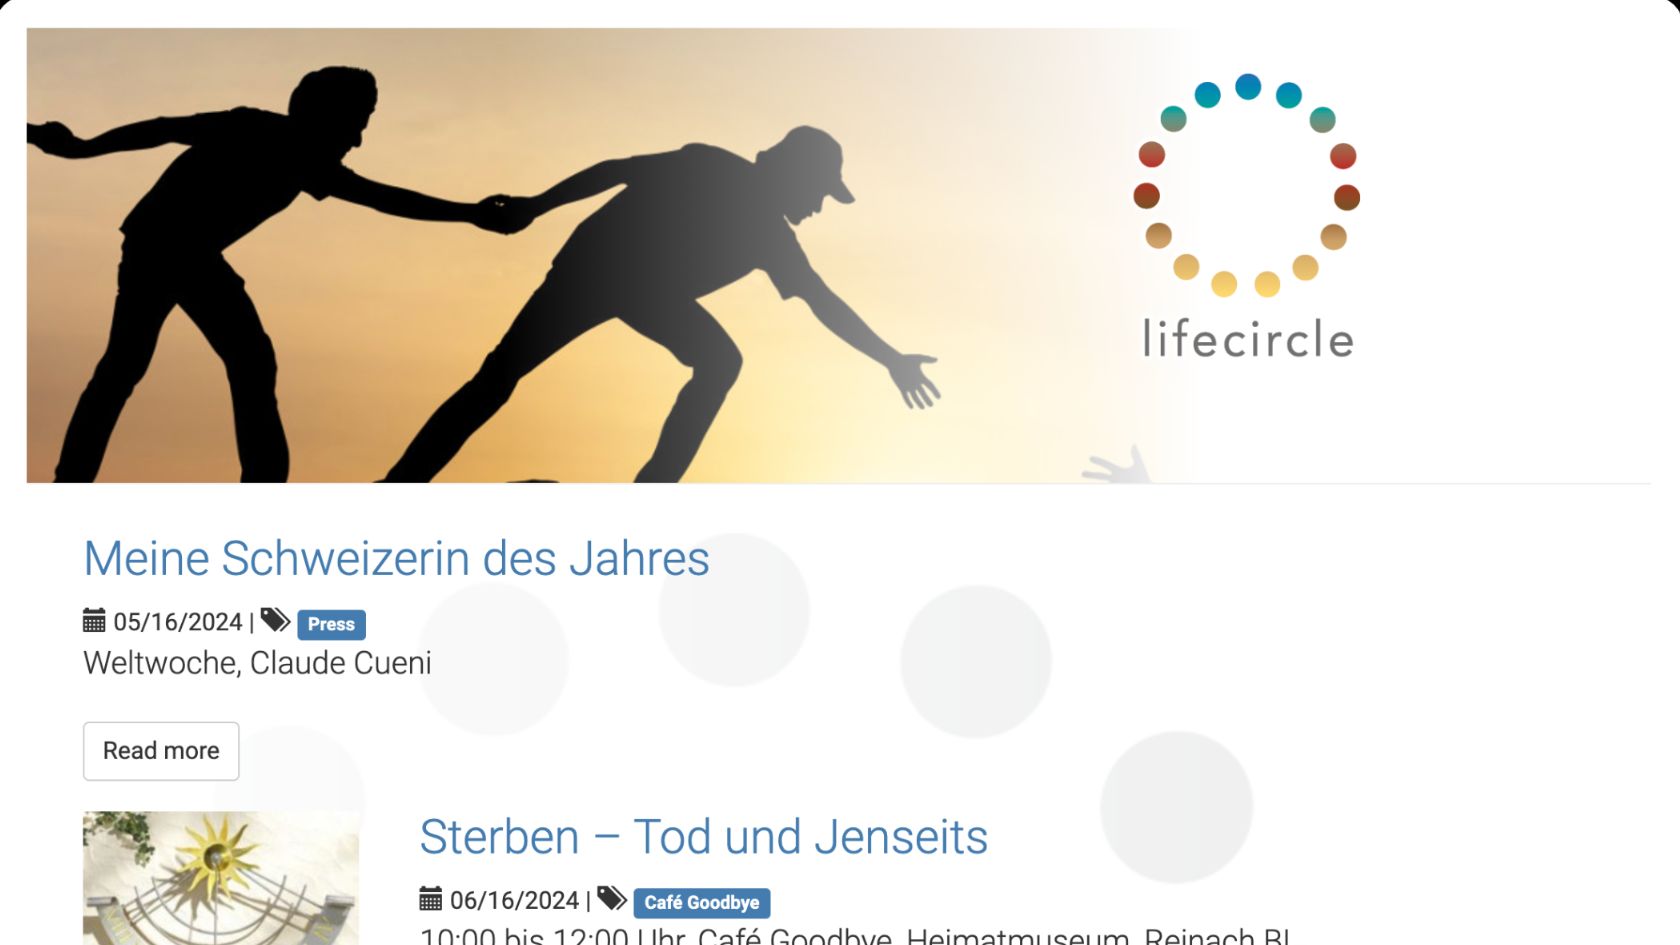 lifecircle
Meine Schweizerin des Jahres
05/16/2024 | Press
Weltwoche, Claude Cueni
Read more
Sterben – Tod und Jenseits
06/16/2024 | Café Goodbye
10:00 bis 12:00 Uhr, Café Goodbye, Heimatmuseum, Reinach BL